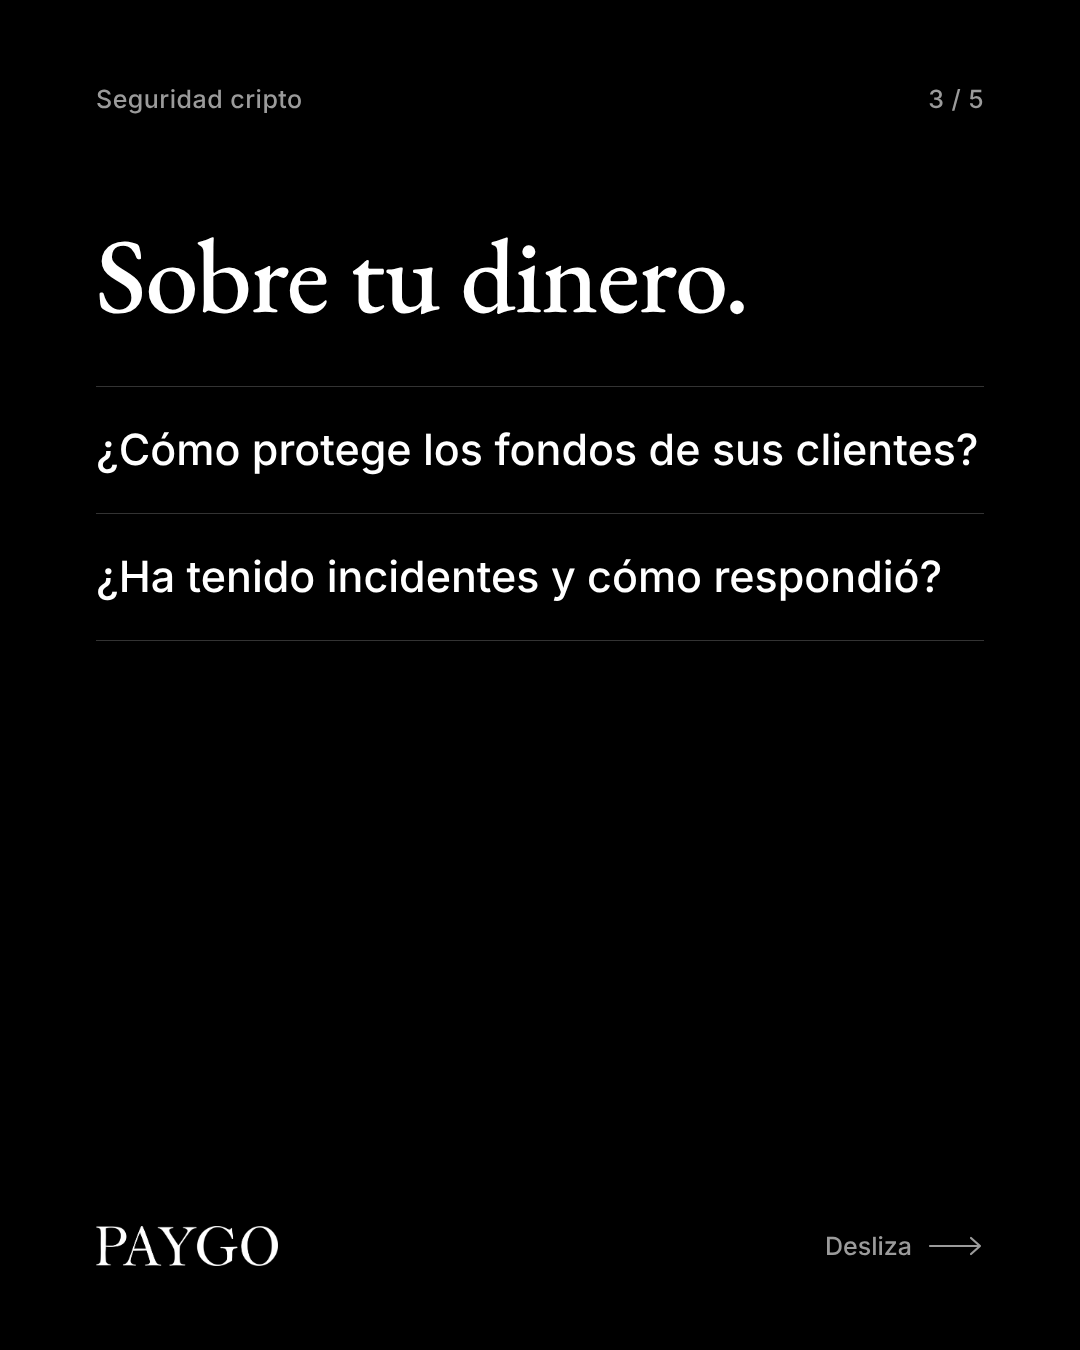 Seguridad cripto
3 / 5
Sobre tu dinero.
¿Cómo protege los fondos de sus clientes?
¿Ha tenido incidentes y cómo respondió?
PAYGO
Desliza